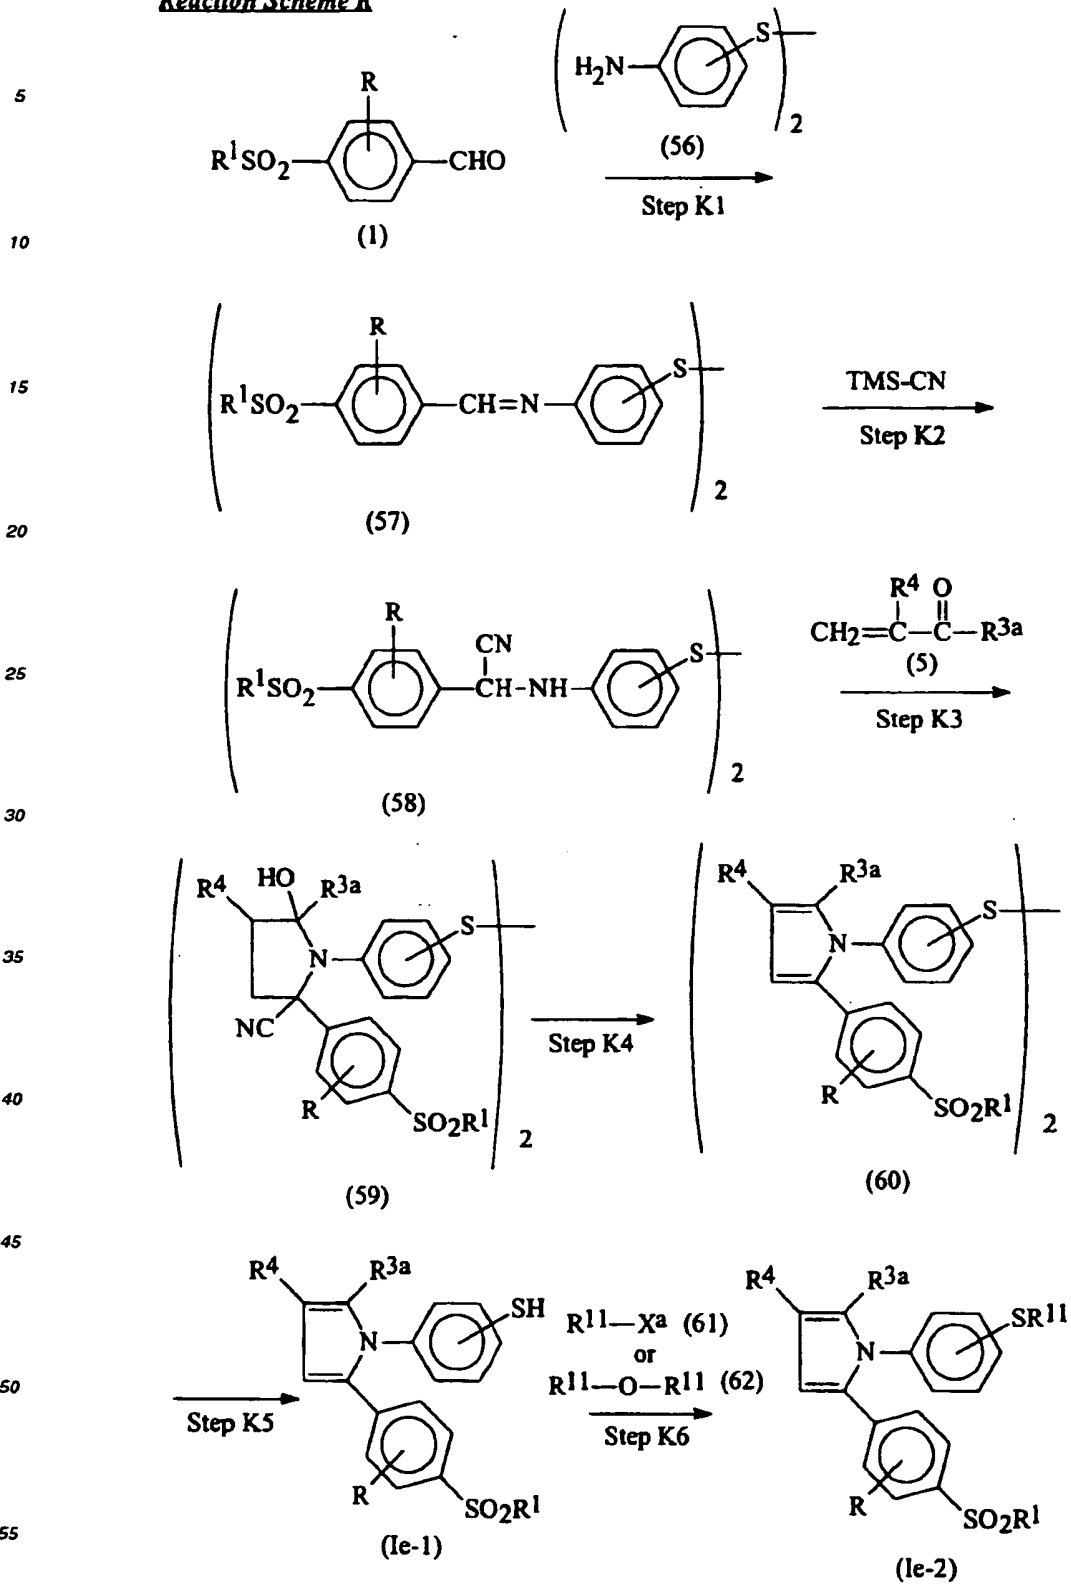 Reaction Scheme K
5
10
15
20
25
30
35
40
45
50
55
R
R¹SO₂
CHO
(1)
H₂N
S
2
(56)
Step K1
R
R¹SO₂
CH=N
S
2
(57)
TMS-CN
Step K2
R
R¹SO₂
CN
CH-NH
S
2
(58)
R⁴ O
CH₂=C—C—R³ᵃ
(5)
Step K3
R⁴
HO
R³ᵃ
N
S
NC
R
SO₂R¹
2
(59)
Step K4
R⁴
R³ᵃ
N
S
R
SO₂R¹
2
(60)
Step K5
R⁴
R³ᵃ
N
SH
R
SO₂R¹
(Ie-1)
R¹¹—Xᵃ (61)
or
R¹¹—O—R¹¹ (62)
Step K6
R⁴
R³ᵃ
N
SR¹¹
R
SO₂R¹
(Ie-2)